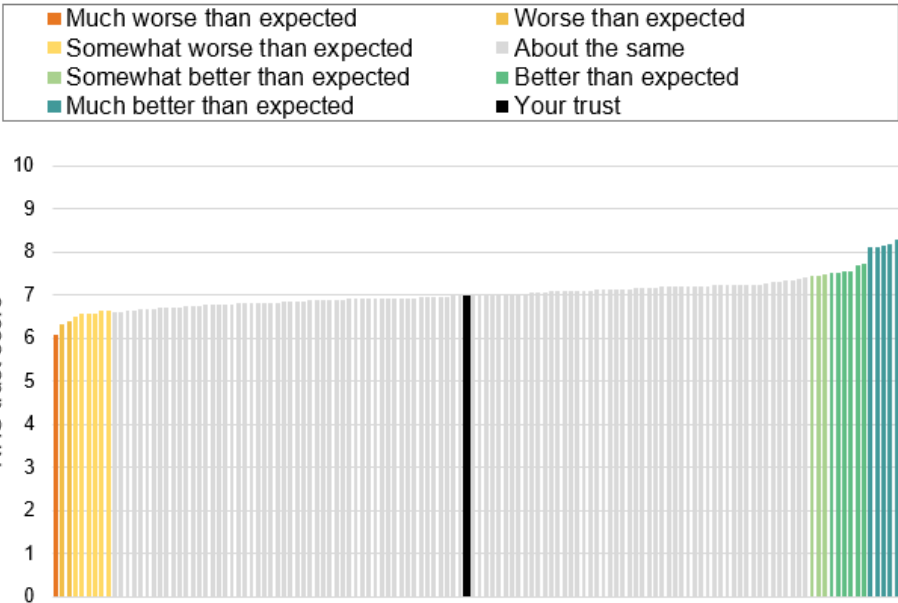 Much worse than expected Worse than expected
Somewhat worse than expected About the same
Somewhat better than expected Better than expected
Much better than expected Your trust
10
9
8
7
6
5
4
3
2
1
0